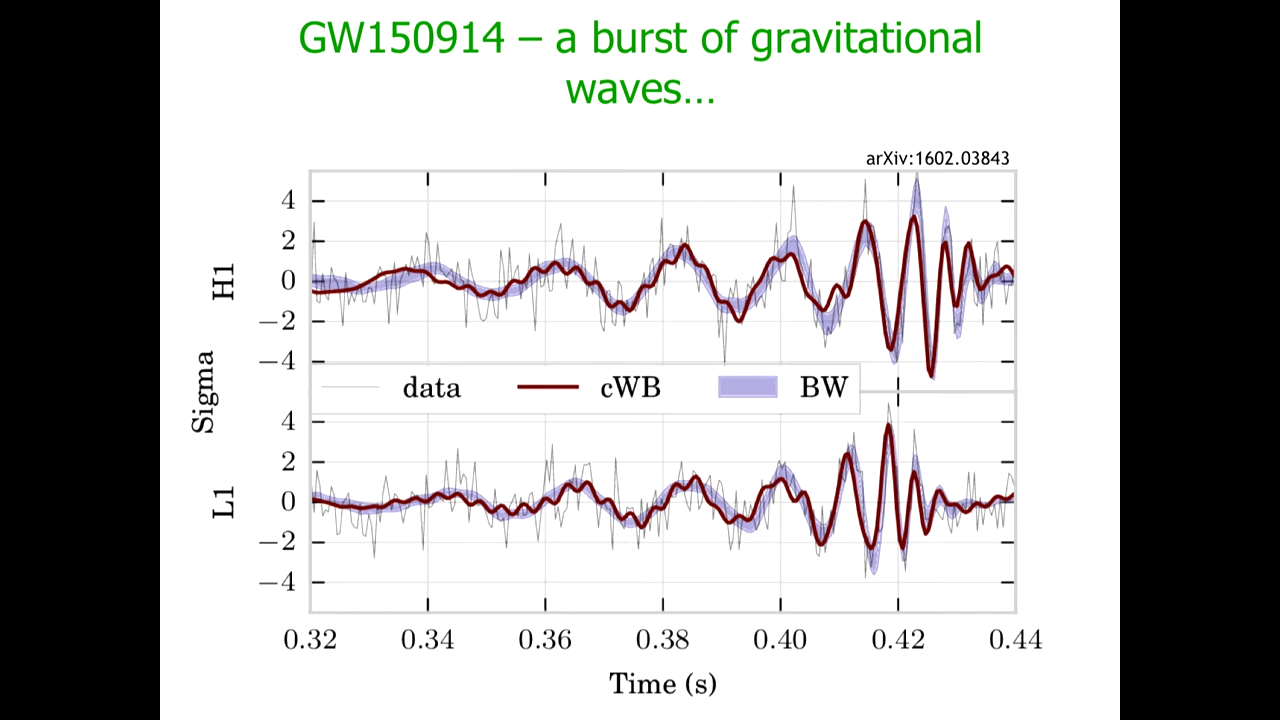 GW150914 – a burst of gravitational
waves...
arXiv:1602.03843
4
2
0
−2
−4
H1
data cWB BW
Sigma
4
2
0
−2
−4
L1
0.32 0.34 0.36 0.38 0.40 0.42 0.44
Time (s)